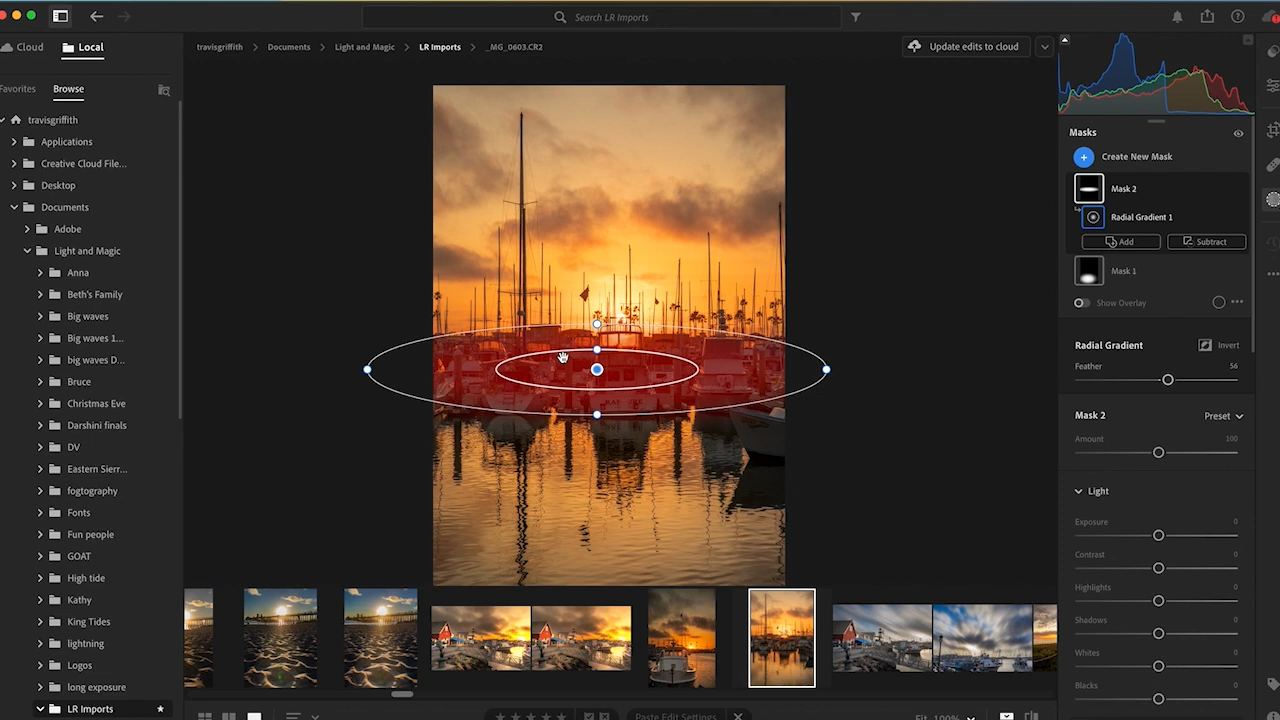 Search LR Imports
Cloud
Local
travisgriffith
Documents
Light and Magic
LR Imports
_MG_0603.CR2
Update edits to cloud
Favorites
Browse
travisgriffith
Applications
Creative Cloud File...
Desktop
Documents
Adobe
Light and Magic
Anna
Beth's Family
Big waves
Big waves 1...
big waves D...
Bruce
Christmas Eve
Darshini finals
DV
Eastern Sierr...
fogtography
Fonts
Fun people
GOAT
High tide
Kathy
King Tides
lightning
Logos
long exposure
LR Imports
Masks
Create New Mask
Mask 2
Radial Gradient 1
Add
Subtract
Mask 1
Show Overlay
Radial Gradient
Invert
Feather
56
Mask 2
Preset
Amount
100
Light
Exposure
0
Contrast
0
Highlights
0
Shadows
0
Whites
0
Blacks
0
Paste Edit Settings
Fit 100%